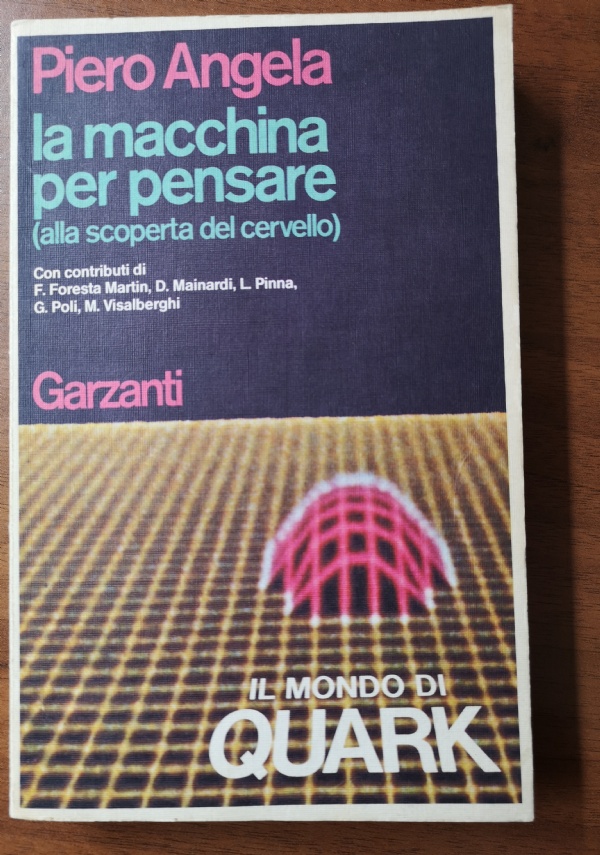 Piero Angela
la macchina
per pensare
(alla scoperta del cervello)
Con contributi di
F. Foresta Martin, D. Mainardi, L. Pinna,
G. Poli, M. Visalberghi
Garzanti
IL MONDO DI
QUARK